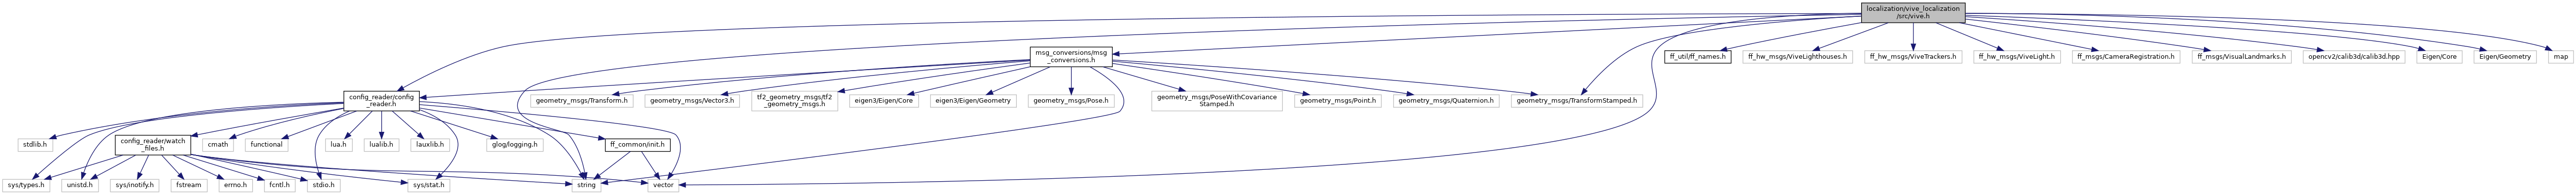 localization/vive_localization
/src/vive.h
msg_conversions/msg
_conversions.h
ff_util/ff_names.h
ff_hw_msgs/ViveLighthouses.h
ff_hw_msgs/ViveTrackers.h
ff_hw_msgs/ViveLight.h
ff_msgs/CameraRegistration.h
ff_msgs/VisualLandmarks.h
opencv2/calib3d/calib3d.hpp
Eigen/Core
Eigen/Geometry
map
config_reader/config
_reader.h
geometry_msgs/Transform.h
geometry_msgs/Vector3.h
tf2_geometry_msgs/tf2
_geometry_msgs.h
eigen3/Eigen/Core
eigen3/Eigen/Geometry
geometry_msgs/Pose.h
geometry_msgs/PoseWithCovariance
Stamped.h
geometry_msgs/Point.h
geometry_msgs/Quaternion.h
geometry_msgs/TransformStamped.h
stdlib.h
config_reader/watch
_files.h
cmath
functional
lua.h
lualib.h
lauxlib.h
glog/logging.h
ff_common/init.h
sys/types.h
unistd.h
sys/inotify.h
fstream
errno.h
fcntl.h
stdio.h
sys/stat.h
string
vector